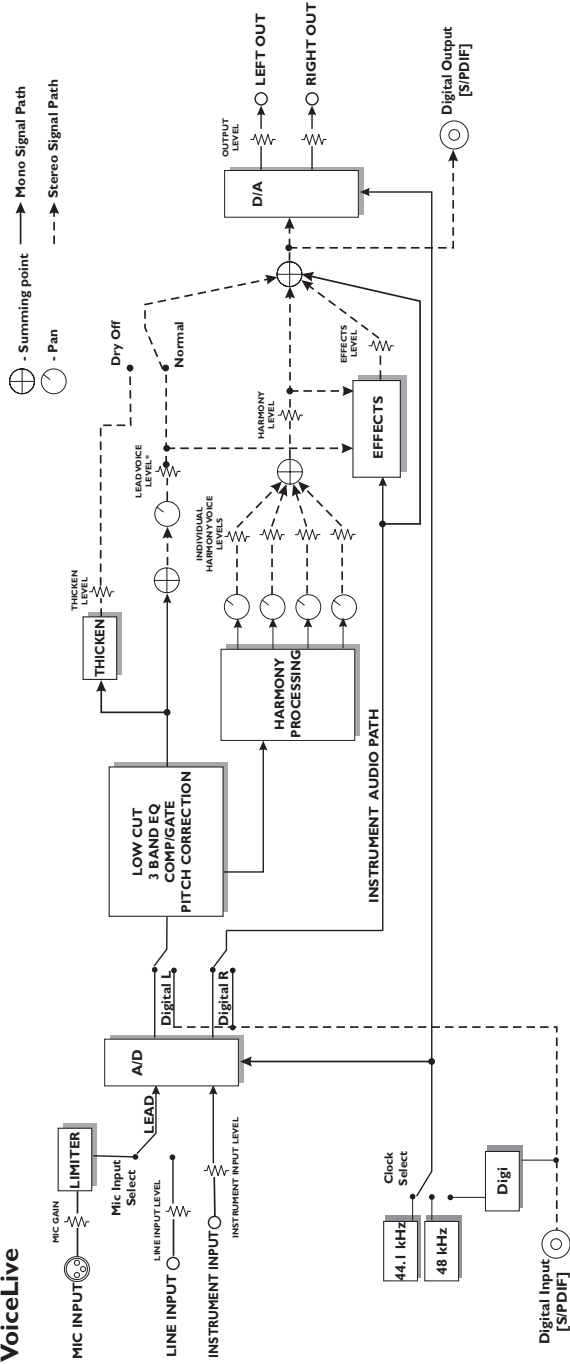 VoiceLive
- Summing point
- Pan
Mono Signal Path
Stereo Signal Path
MIC INPUT
MIC GAIN
LIMITER
Mic Input
Select
LEAD
LINE INPUT
LINE INPUT LEVEL
INSTRUMENT INPUT
INSTRUMENT INPUT LEVEL
A/D
Digital L
Digital R
LOW CUT
3 BAND EQ
COMP/GATE
PITCH CORRECTION
THICKEN
THICKEN
LEVEL
LEAD VOICE
LEVEL*
Dry Off
Normal
HARMONY
PROCESSING
INDIVIDUAL
HARMONY VOICE
LEVELS
HARMONY
LEVEL
EFFECTS
EFFECTS
LEVEL
INSTRUMENT AUDIO PATH
D/A
OUTPUT
LEVEL
LEFT OUT
RIGHT OUT
Digital Output
[S/PDIF]
Clock
Select
44.1 kHz
48 kHz
Digi
Digital Input
[S/PDIF]